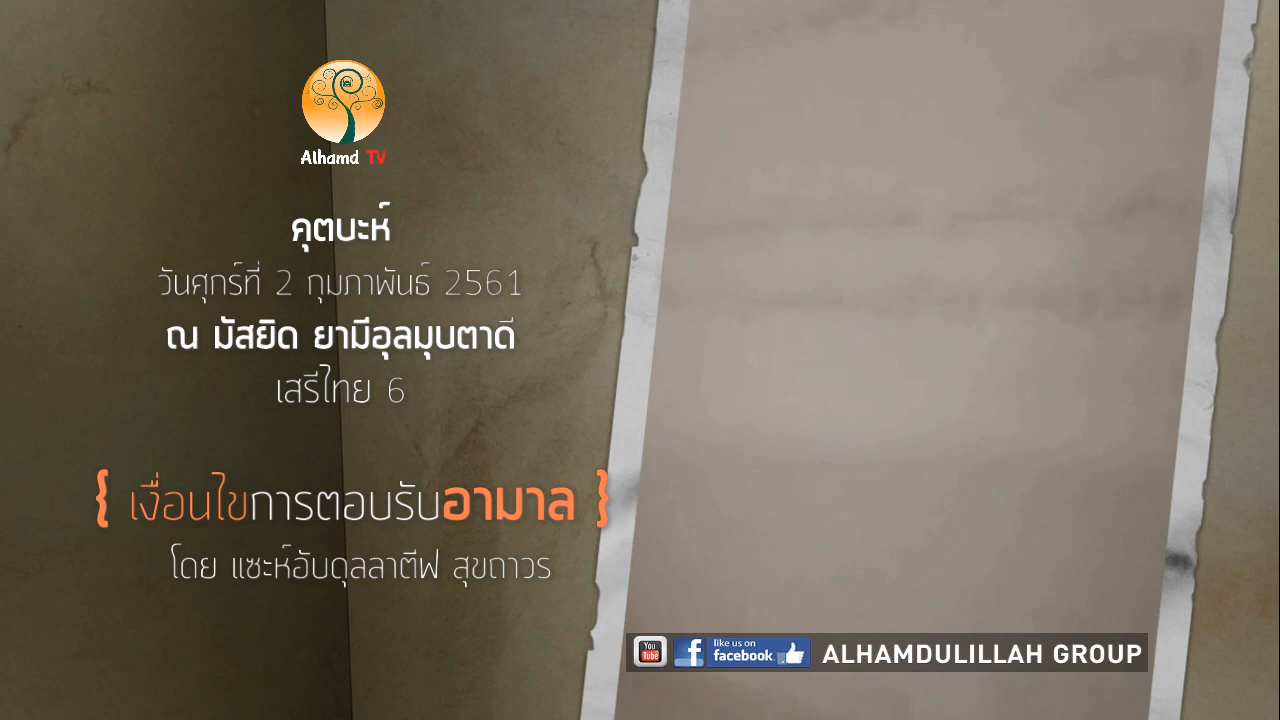 Alhamd TV
คุตบะห์
วันศุกร์ที่ 2 กุมภาพันธ์ 2561
ณ มัสยิด ยามีอุลมุบตาดี
เสรีไทย 6
{ เงื่อนไขการตอบรับอามาล }
โดย แซะห์อับดุลลาตีฟ สุขถาวร
You Tube
like us on
facebook
ALHAMDULILLAH GROUP